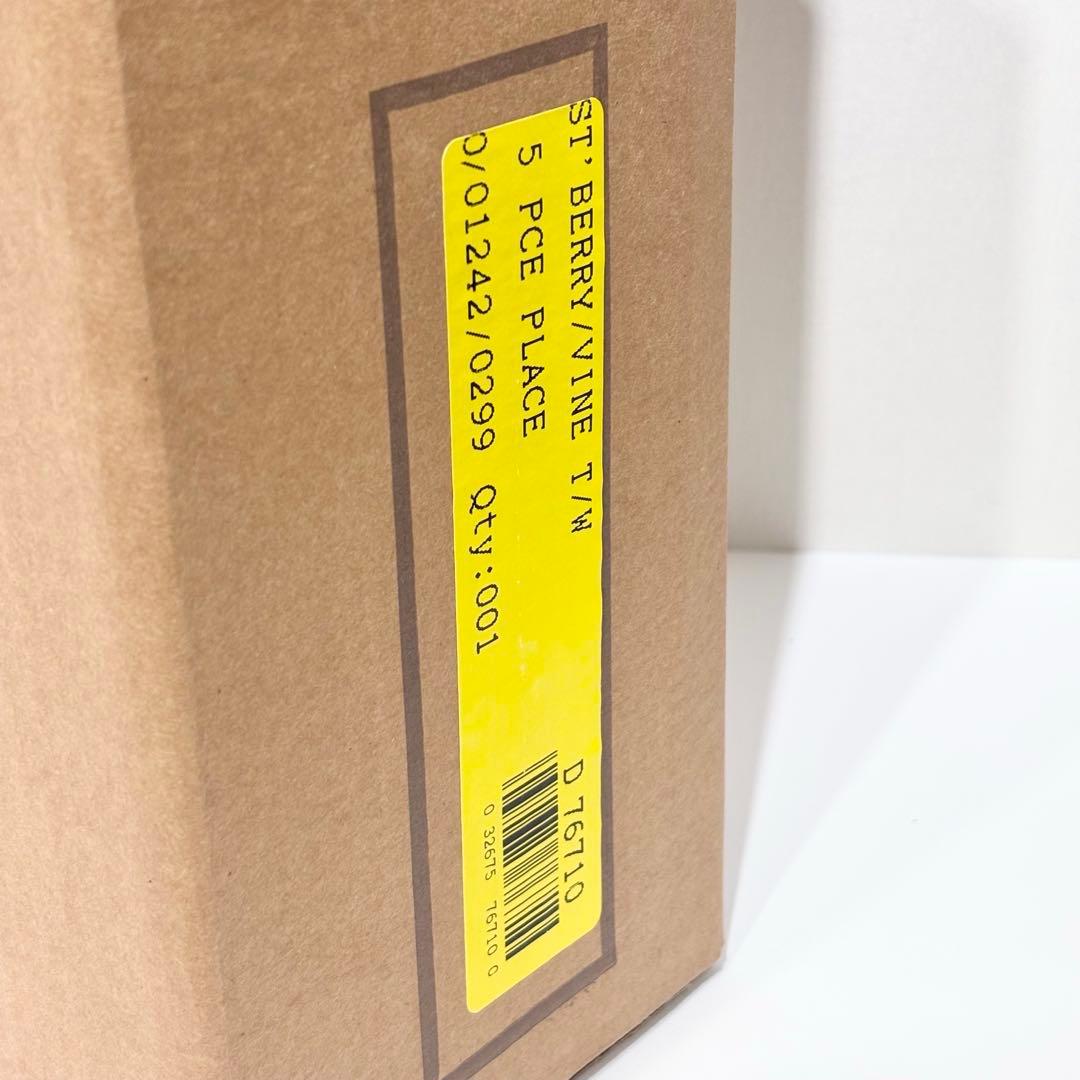 ST'BERRY/VINE T/W
5 PCE PLACE
0/01242/0299 Qty:001
D 76710
0 32675 76710 0